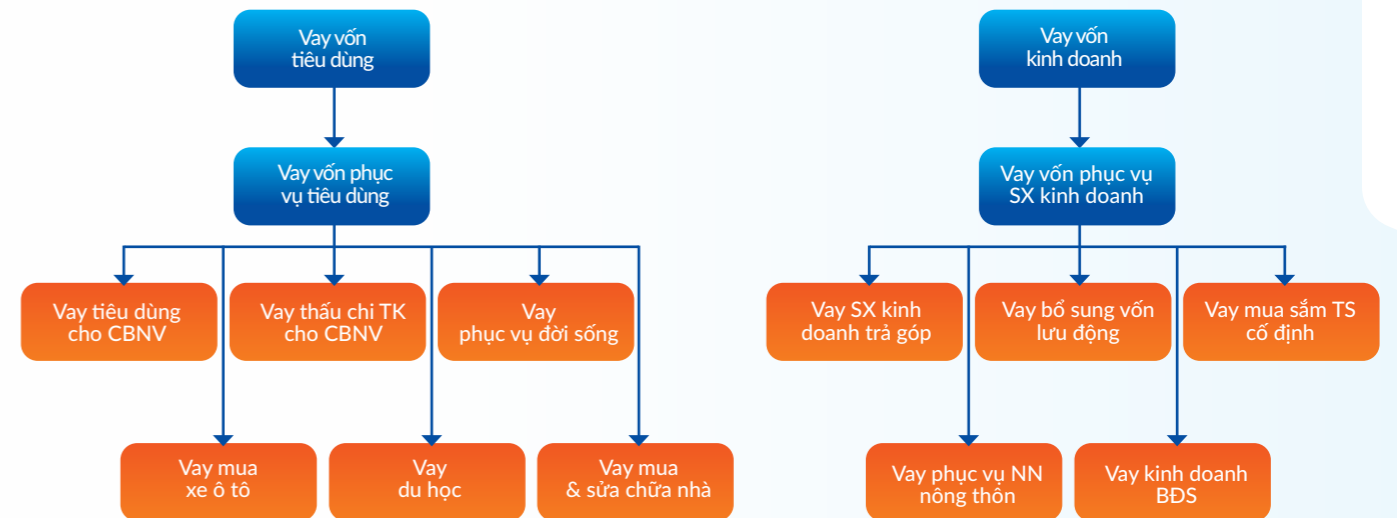 Vay vốn
tiêu dùng
Vay vốn phục
vụ tiêu dùng
Vay tiêu dùng
cho CBNV
Vay thấu chi TK
cho CBNV
Vay
phục vụ đời sống
Vay mua
xe ô tô
Vay
du học
Vay mua
& sửa chữa nhà
Vay vốn
kinh doanh
Vay vốn phục vụ
SX kinh doanh
Vay SX kinh
doanh trả góp
Vay bổ sung vốn
lưu động
Vay mua sắm TS
cố định
Vay phục vụ NN
nông thôn
Vay kinh doanh
BĐS